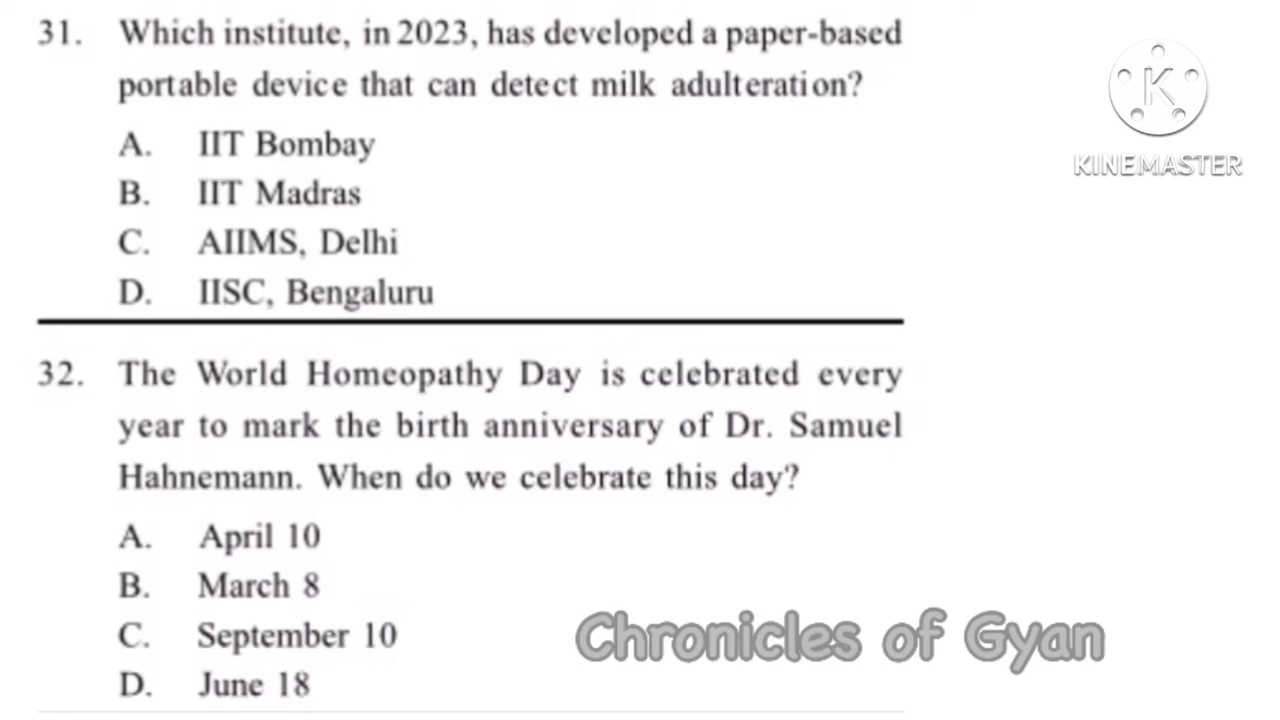 31. Which institute, in 2023, has developed a paper-based
portable device that can detect milk adulteration?
A. IIT Bombay
B. IIT Madras
C. AIIMS, Delhi
D. IISC, Bengaluru
K
KINEMASTER
32. The World Homeopathy Day is celebrated every
year to mark the birth anniversary of Dr. Samuel
Hahnemann. When do we celebrate this day?
A. April 10
B. March 8
C. September 10
D. June 18
Chronicles of Gyan